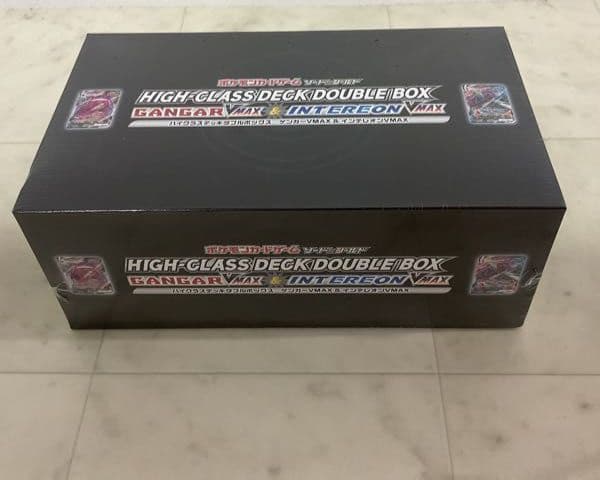 ポケモンカードゲーム ソード&シールド
HIGH-CLASS DECK DOUBLE BOX
GANGAR VMAX & INTEREON VMAX
ハイクラスデッキダブルボックス ゲンガーVMAX & インテレオンVMAX
ポケモンカードゲーム ソード&シールド
HIGH-CLASS DECK DOUBLE BOX
GANGAR VMAX & INTEREON VMAX
ハイクラスデッキダブルボックス ゲンガーVMAX & インテレオンVMAX